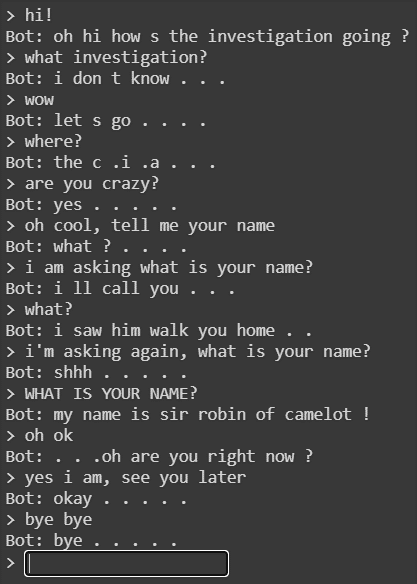 > hi!
Bot: oh hi how s the investigation going ?
> what investigation?
Bot: i don t know . . .
> wow
Bot: let s go . . . .
> where?
Bot: the c .i .a . . .
> are you crazy?
Bot: yes . . . . .
> oh cool, tell me your name
Bot: what ? . . . .
> i am asking what is your name?
Bot: i ll call you . . .
> what?
Bot: i saw him walk you home . .
> i'm asking again, what is your name?
Bot: shhh . . . . .
> WHAT IS YOUR NAME?
Bot: my name is sir robin of camelot !
> oh ok
Bot: . . .oh are you right now ?
> yes i am, see you later
Bot: okay . . . . .
> bye bye
Bot: bye . . . . .
>